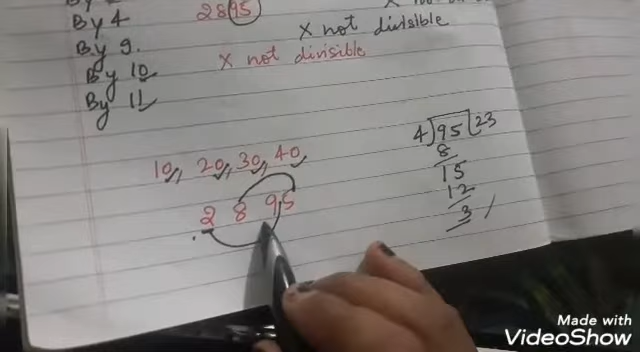 By 4
2895
x not divisible
By 9.
x not divisible
By 10
By 11
4)95(23
8
15
12
3
10, 20, 30, 40
2 8 9 5
Made with
VideoShow